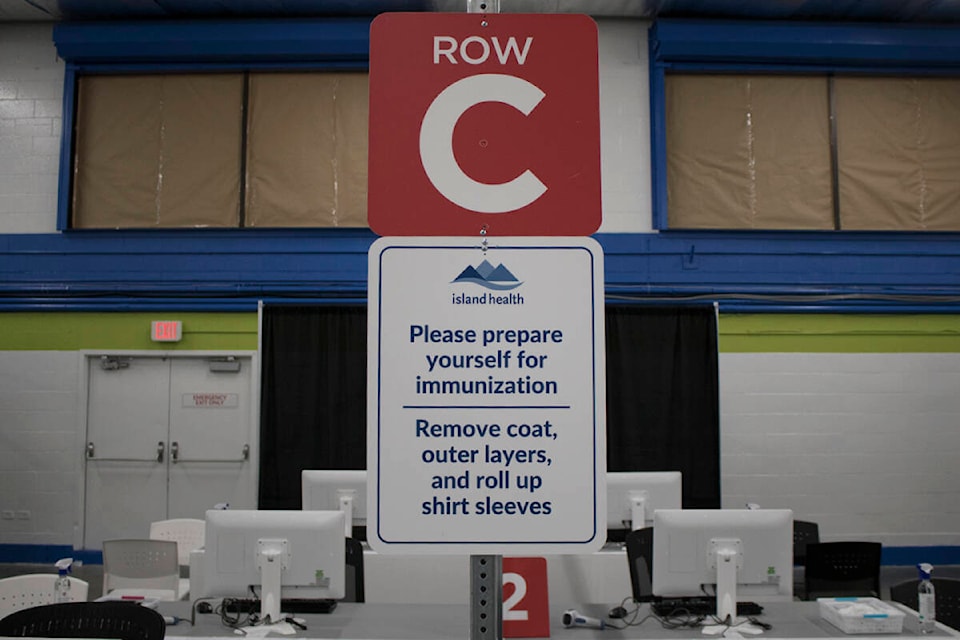 ROW
C
island health
Please prepare
yourself for
immunization
Remove coat,
outer layers,
and roll up
shirt sleeves
EXIT
EMERGENCY
EXIT ONLY
2